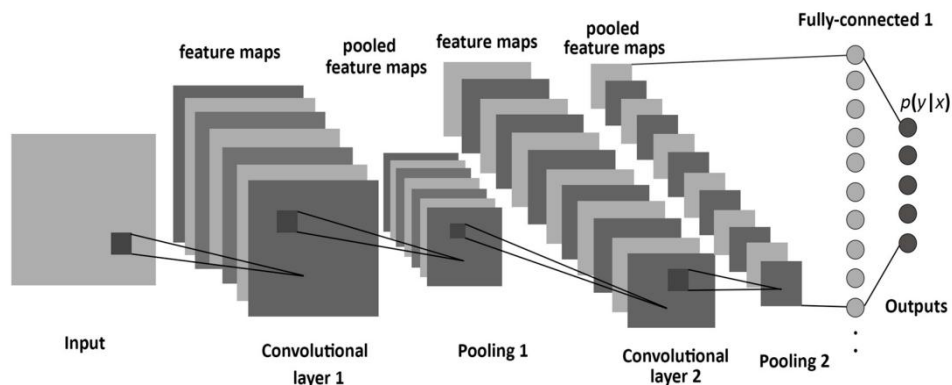 Fully-connected 1
pooled
feature maps
feature maps
pooled
feature maps
feature maps
p(y|x)
Outputs
Input
Convolutional
layer 1
Pooling 1
Convolutional
layer 2
Pooling 2